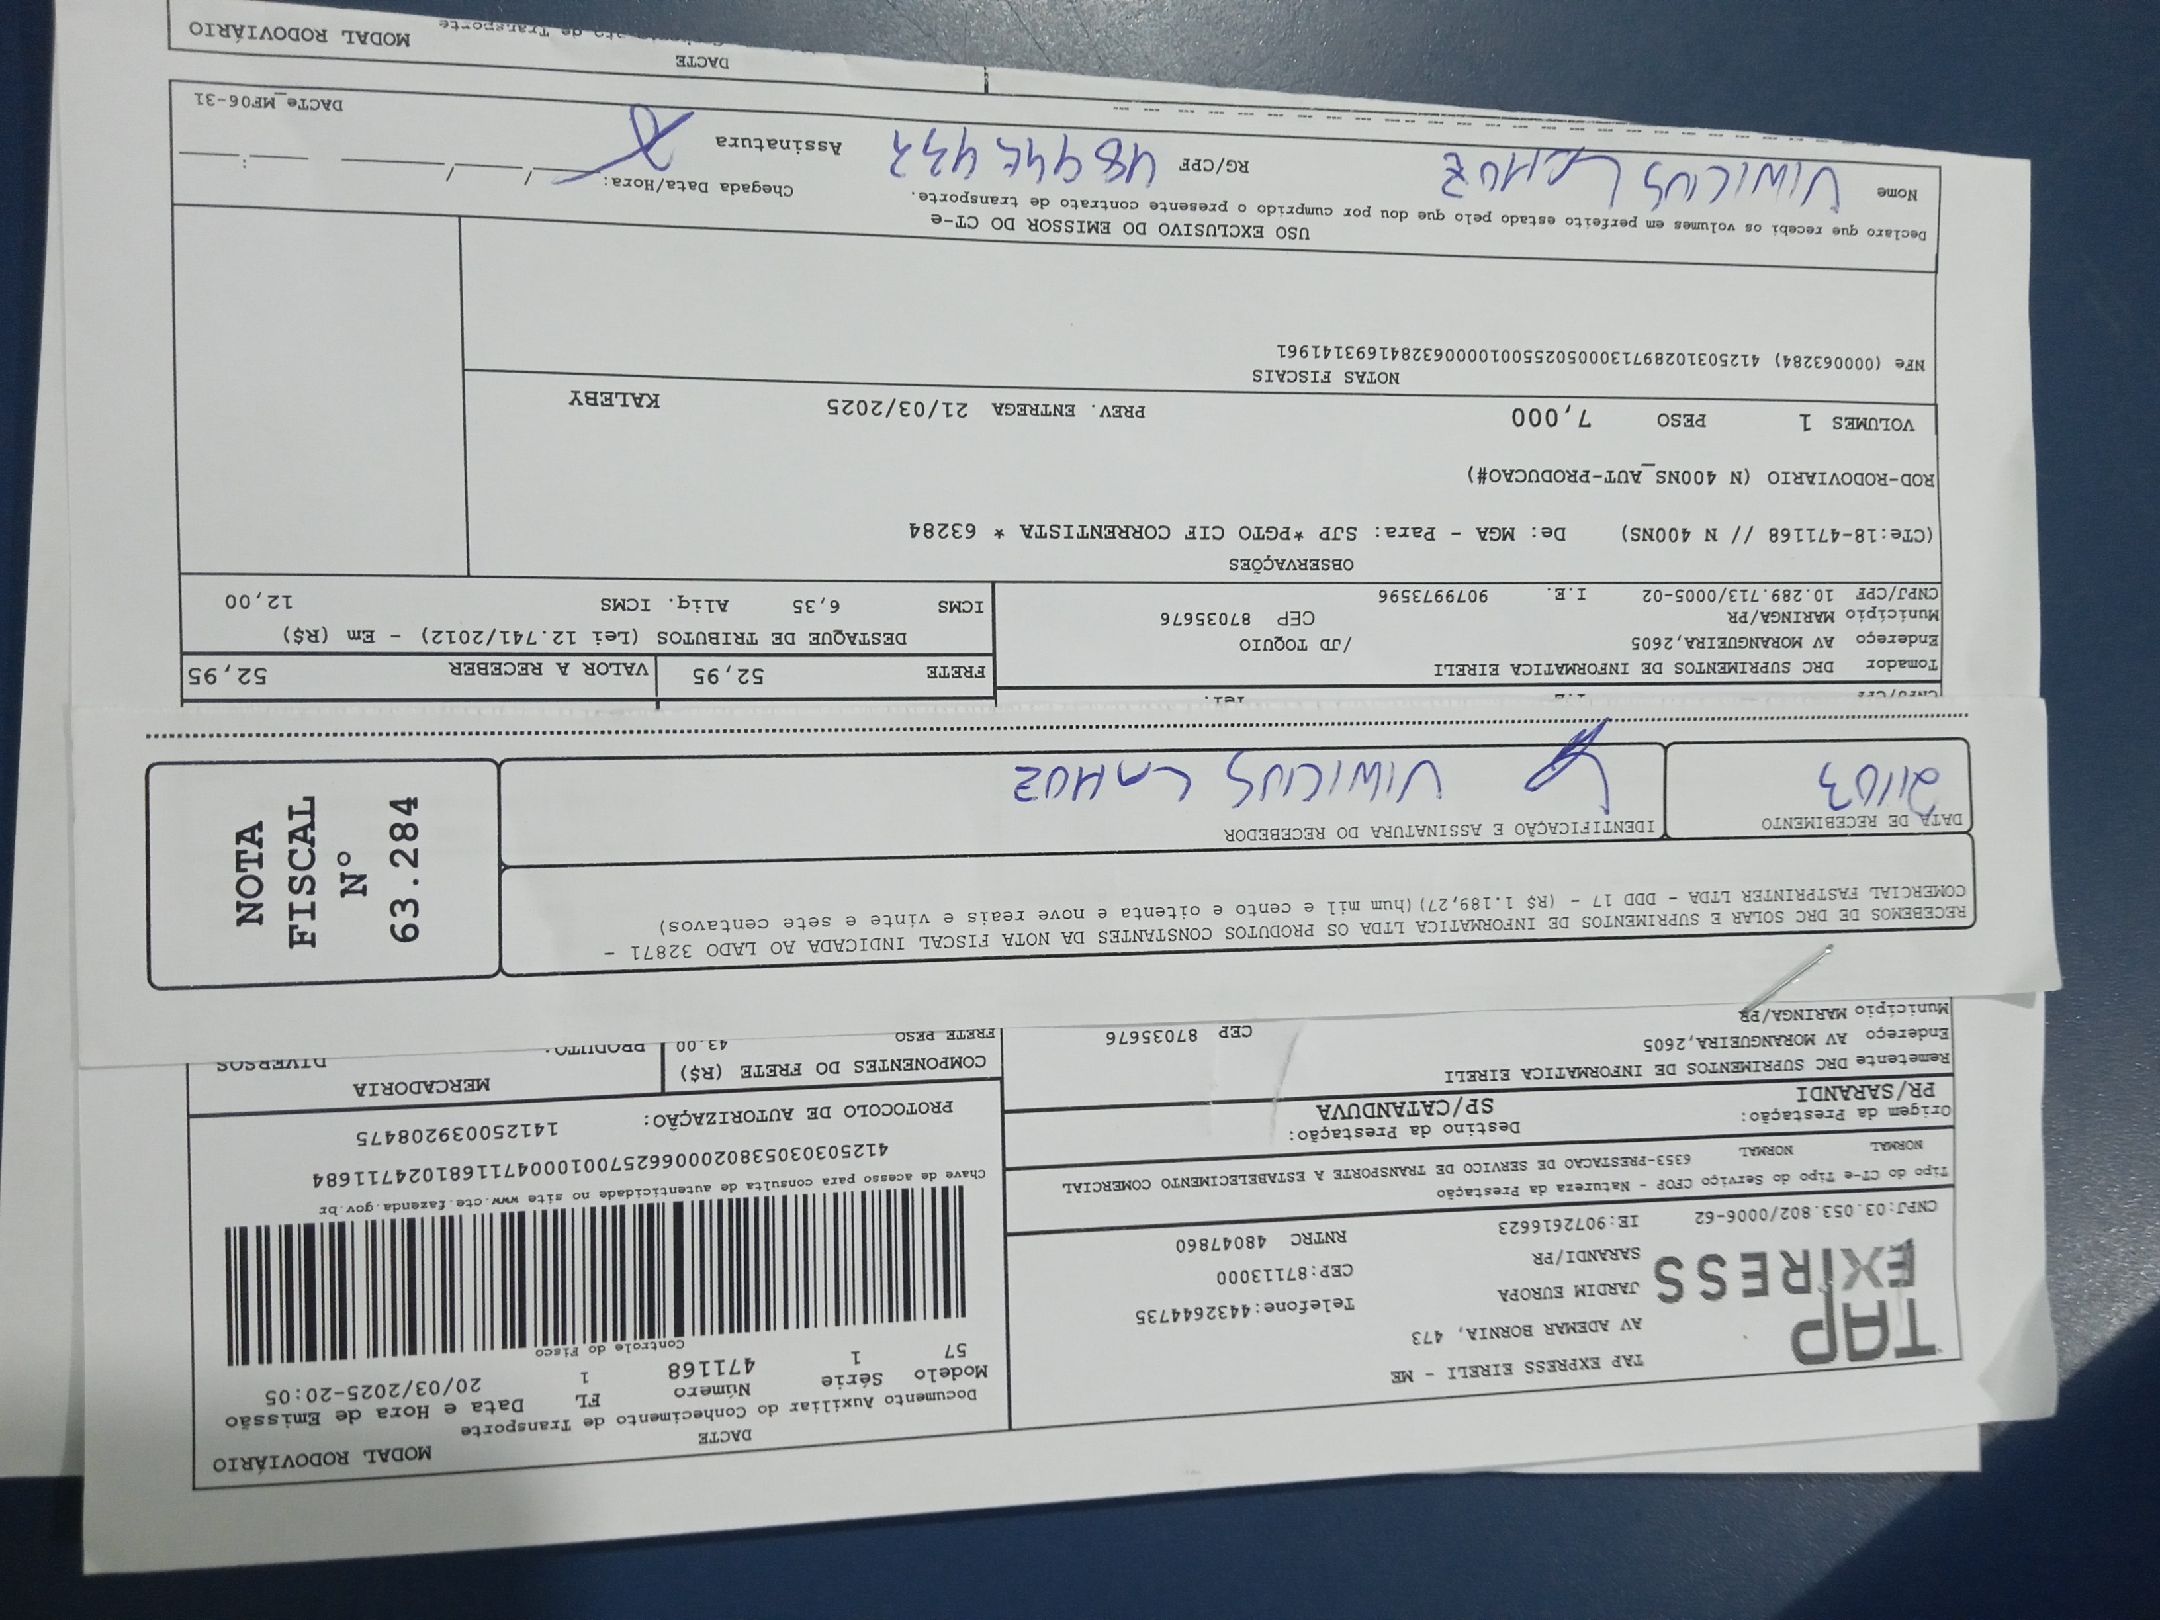 DACTE
MODAL RODOVIÁRIO
Documento Auxiliar do Conhecimento de Transporte
Modelo Série Número FL Data e Hora de Emissão
57 1 471168 1 20/03/2025-20:05
Controle do Fisco
TAP
EXPRESS
TAP EXPRESS EIRELI - ME
AV ADEMAR BORNIA, 473
JARDIM EUROPA
Telefone:4432644735
SARANDI/PR
CEP:87113000
CNPJ:03.053.802/0006-62 IE:9072616623 RNTRC 48047860
Chave de acesso para consulta de autenticidade no site www.cte.fazenda.gov.br
41250303053802000662570010004711681024711684
PROTOCOLO DE AUTORIZAÇÃO: 141250039208475
Tipo do CT-e Tipo do Serviço CFOP - Natureza da Prestação
NORMAL NORMAL 6353-PRESTACAO DE SERVICO DE TRANSPORTE A ESTABELECIMENTO COMERCIAL
Origem da Prestação: Destino da Prestação:
PR/SARANDI SP/CATANDUVA
Remetente DRC SUPRIMENTOS DE INFORMATICA EIRELI
Endereço AV MORANGUEIRA,2605
Município MARINGA/PR CEP 87035676
COMPONENTES DO FRETE (R$) MERCADORIA
FRETE PESO 43.00 PRODUTO: DIVERSOS
RECEBEMOS DE DRC SOLAR E SUPRIMENTOS DE INFORMATICA LTDA OS PRODUTOS CONSTANTES DA NOTA FISCAL INDICADA AO LADO 32871 -
COMERCIAL FASTPRINTER LTDA - DDD 17 - (R$ 1.189,27)(hum mil e cento e oitenta e nove reais e vinte e sete centavos)
DATA DE RECEBIMENTO
21/03
IDENTIFICAÇÃO E ASSINATURA DO RECEBEDOR
VINICIUS
NOTA
FISCAL
N°
63.284
CNPJ/CPF I.E.
Tomador DRC SUPRIMENTOS DE INFORMATICA EIRELI
Endereço AV MORANGUEIRA,2605 /JD TOQUIO
Município MARINGA/PR CEP 87035676
CNPJ/CPF 10.289.713/0005-02 I.E. 9079973596
FRETE 52,95 VALOR A RECEBER 52,95
DESTAQUE DE TRIBUTOS (Lei 12.741/2012) - Em (R$)
ICMS 6,35 Aliq. ICMS 12,00
OBSERVAÇÕES
(CTe:18-471168 // N 400NS) De: MGA - Para: SJP *PGTO CIF CORRENTISTA * 63284
ROD-RODOVIARIO (N 400NS_AUT-PRODUCAO#)
VOLUMES 1 PESO 7,000 PREV. ENTREGA 21/03/2025 KALEBY
NOTAS FISCAIS
NFe (00063284) 41250310289713000502550010000632841693141961
USO EXCLUSIVO DO EMISSOR DO CT-e
Declaro que recebi os volumes em perfeito estado pelo que dou por cumprido o presente contrato de transporte.
Nome VINICIUS
RG/CPF
Assinatura
Chegada Data/Hora: / / :
DACTe_MF06-31
DACTE
MODAL RODOVIÁRIO
de Transporte